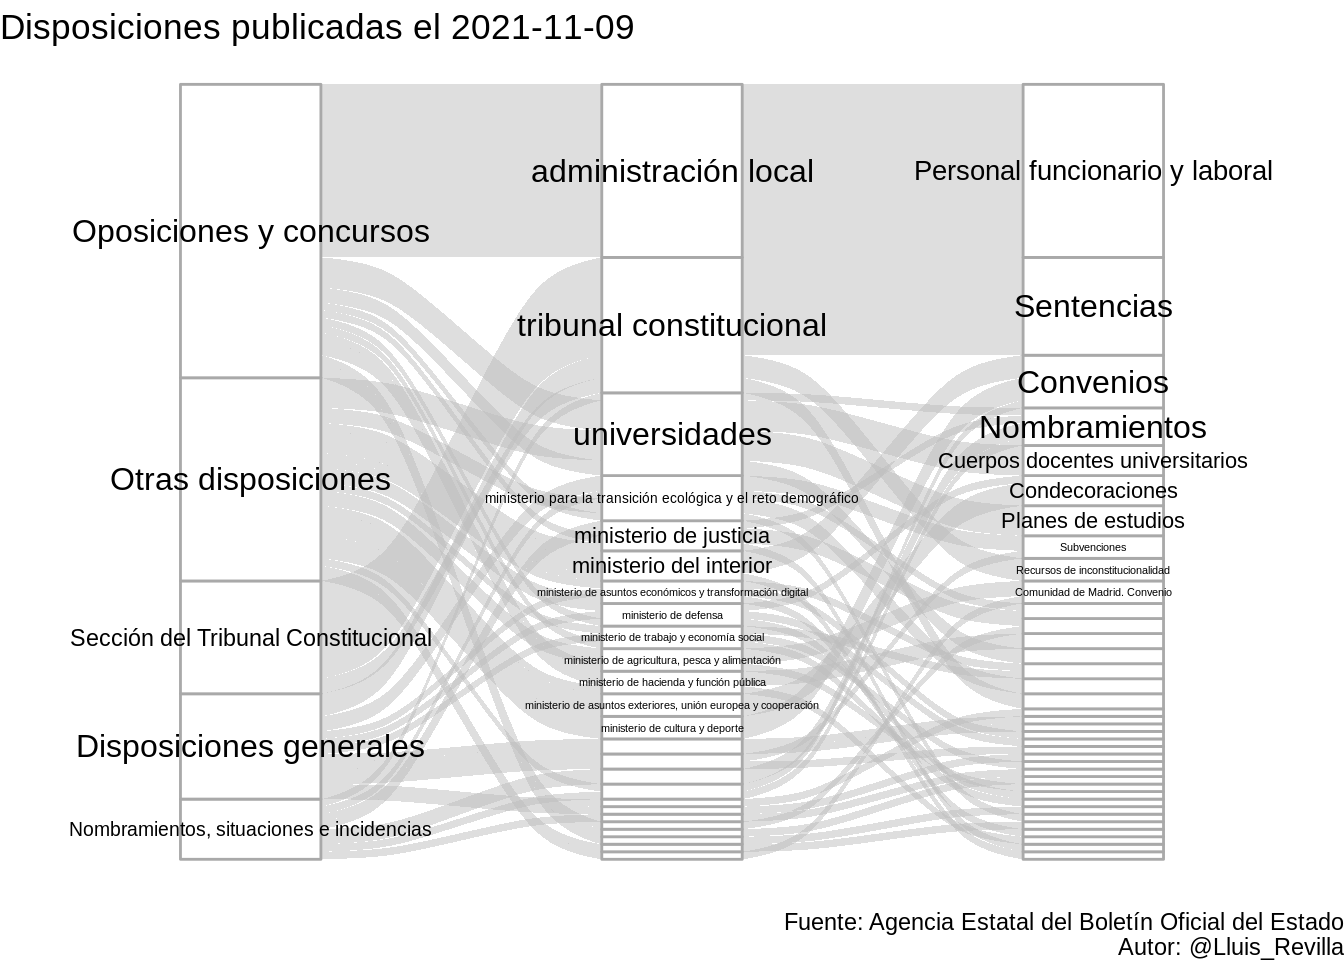 Disposiciones publicadas el 2021-11-09
Oposiciones y concursos
Otras disposiciones
Sección del Tribunal Constitucional
Disposiciones generales
Nombramientos, situaciones e incidencias
administración local
tribunal constitucional
universidades
ministerio para la transición ecológica y el reto demográfico
ministerio de justicia
ministerio del interior
ministerio de asuntos económicos y transformación digital
ministerio de defensa
ministerio de trabajo y economía social
ministerio de agricultura, pesca y alimentación
ministerio de hacienda y función pública
ministerio de asuntos exteriores, unión europea y cooperación
ministerio de cultura y deporte
Personal funcionario y laboral
Sentencias
Convenios
Nombramientos
Cuerpos docentes universitarios
Condecoraciones
Planes de estudios
Subvenciones
Recursos de inconstitucionalidad
Comunidad de Madrid. Convenio
Fuente: Agencia Estatal del Boletín Oficial del Estado
Autor: @Lluis_Revilla